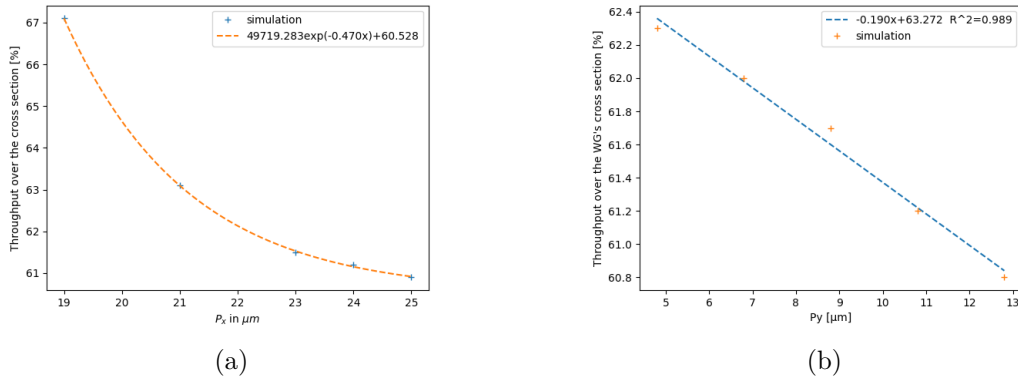 67
66
65
64
63
62
61
Throughput over the cross section [%]
simulation
49719.283exp(-0.470x)+60.528
19 20 21 22 23 24 25
P_x in μm
(a)
62.4
62.2
62.0
61.8
61.6
61.4
61.2
61.0
60.8
Throughput over the WG's cross section [%]
-0.190x+63.272 R^2=0.989
simulation
5 6 7 8 9 10 11 12 13
Py [μm]
(b)